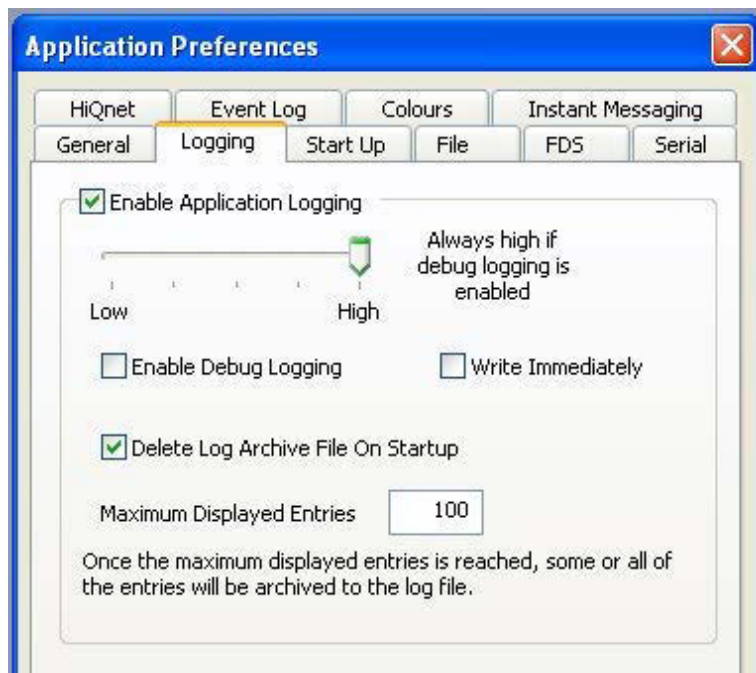 Application Preferences
HiQnet Event Log Colours Instant Messaging
General Logging Start Up File FDS Serial
Enable Application Logging
Always high if
debug logging is
enabled
Low High
Enable Debug Logging Write Immediately
Delete Log Archive File On Startup
Maximum Displayed Entries 100
Once the maximum displayed entries is reached, some or all of
the entries will be archived to the log file.